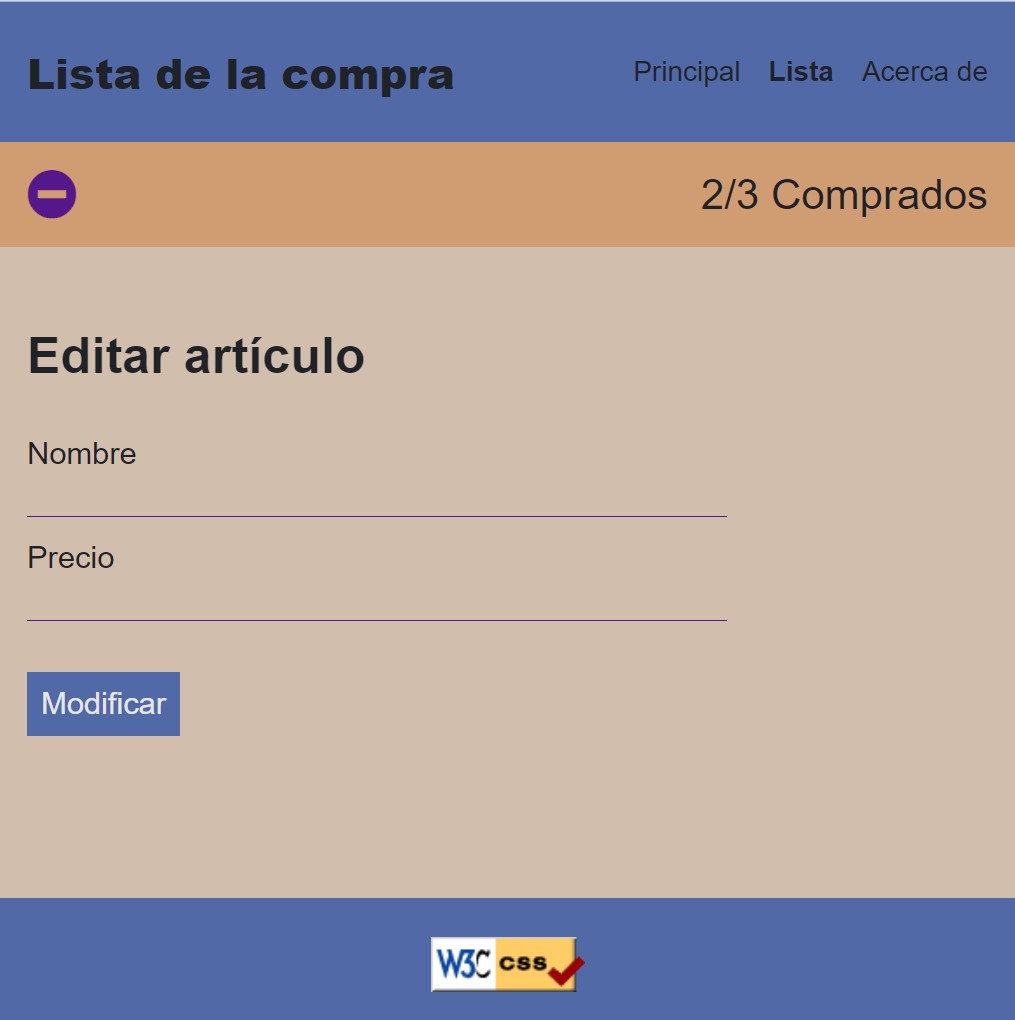 Lista de la compra
Principal Lista Acerca de
2/3 Comprados
Editar artículo
Nombre
Precio
Modificar
W3C css